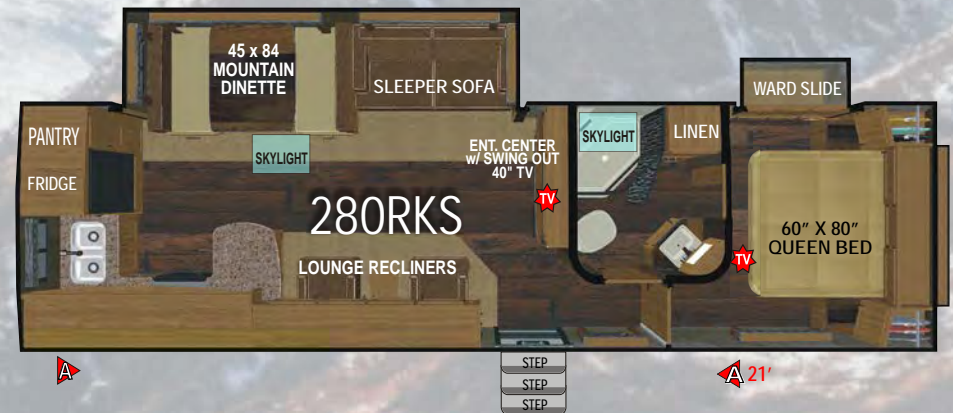 45 x 84
MOUNTAIN
DINETTE
SLEEPER SOFA
WARD SLIDE
PANTRY
FRIDGE
SKYLIGHT
ENT. CENTER
w/ SWING OUT
40" TV
TV
SKYLIGHT
LINEN
280RKS
LOUNGE RECLINERS
60" X 80"
QUEEN BED
TV
A
STEP
STEP
STEP
A 21'